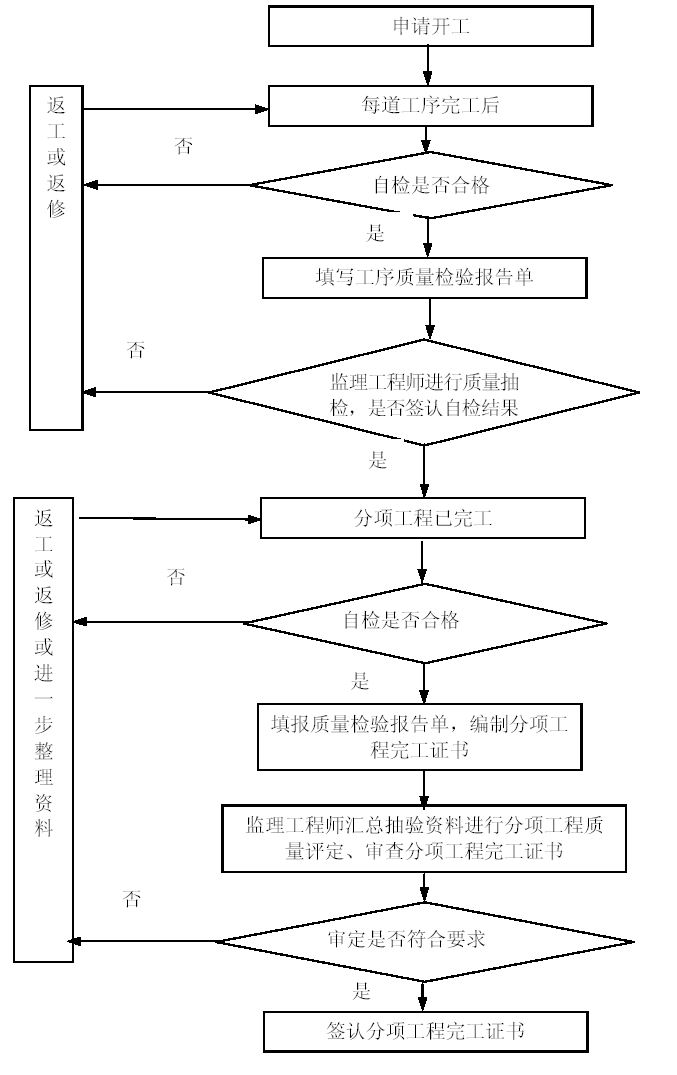 申请开工
每道工序完工后
返工或返修
否
自检是否合格
是
填写工序质量检验报告单
否
监理工程师进行质量抽
检，是否签认自检结果
是
分项工程已完工
返工或返修或进一步整理资料
否
自检是否合格
是
填报质量检验报告单，编制分项工
程完工证书
监理工程师汇总抽验资料进行分项工程质
量评定、审查分项工程完工证书
否
审定是否符合要求
是
签认分项工程完工证书